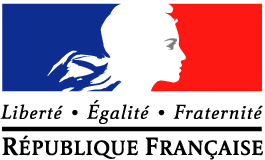 Liberté • Égalité • Fraternité
RÉPUBLIQUE FRANÇAISE